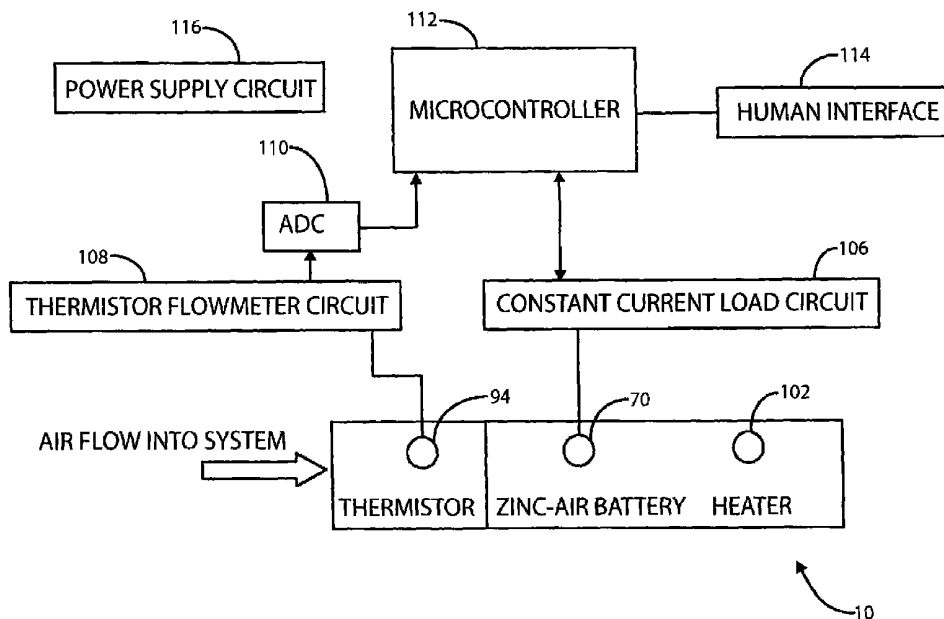 116
112
114
POWER SUPPLY CIRCUIT
MICROCONTROLLER
HUMAN INTERFACE
110
ADC
108
106
THERMISTOR FLOWMETER CIRCUIT
CONSTANT CURRENT LOAD CIRCUIT
94
70
102
AIR FLOW INTO SYSTEM
THERMISTOR
ZINC-AIR BATTERY
HEATER
10